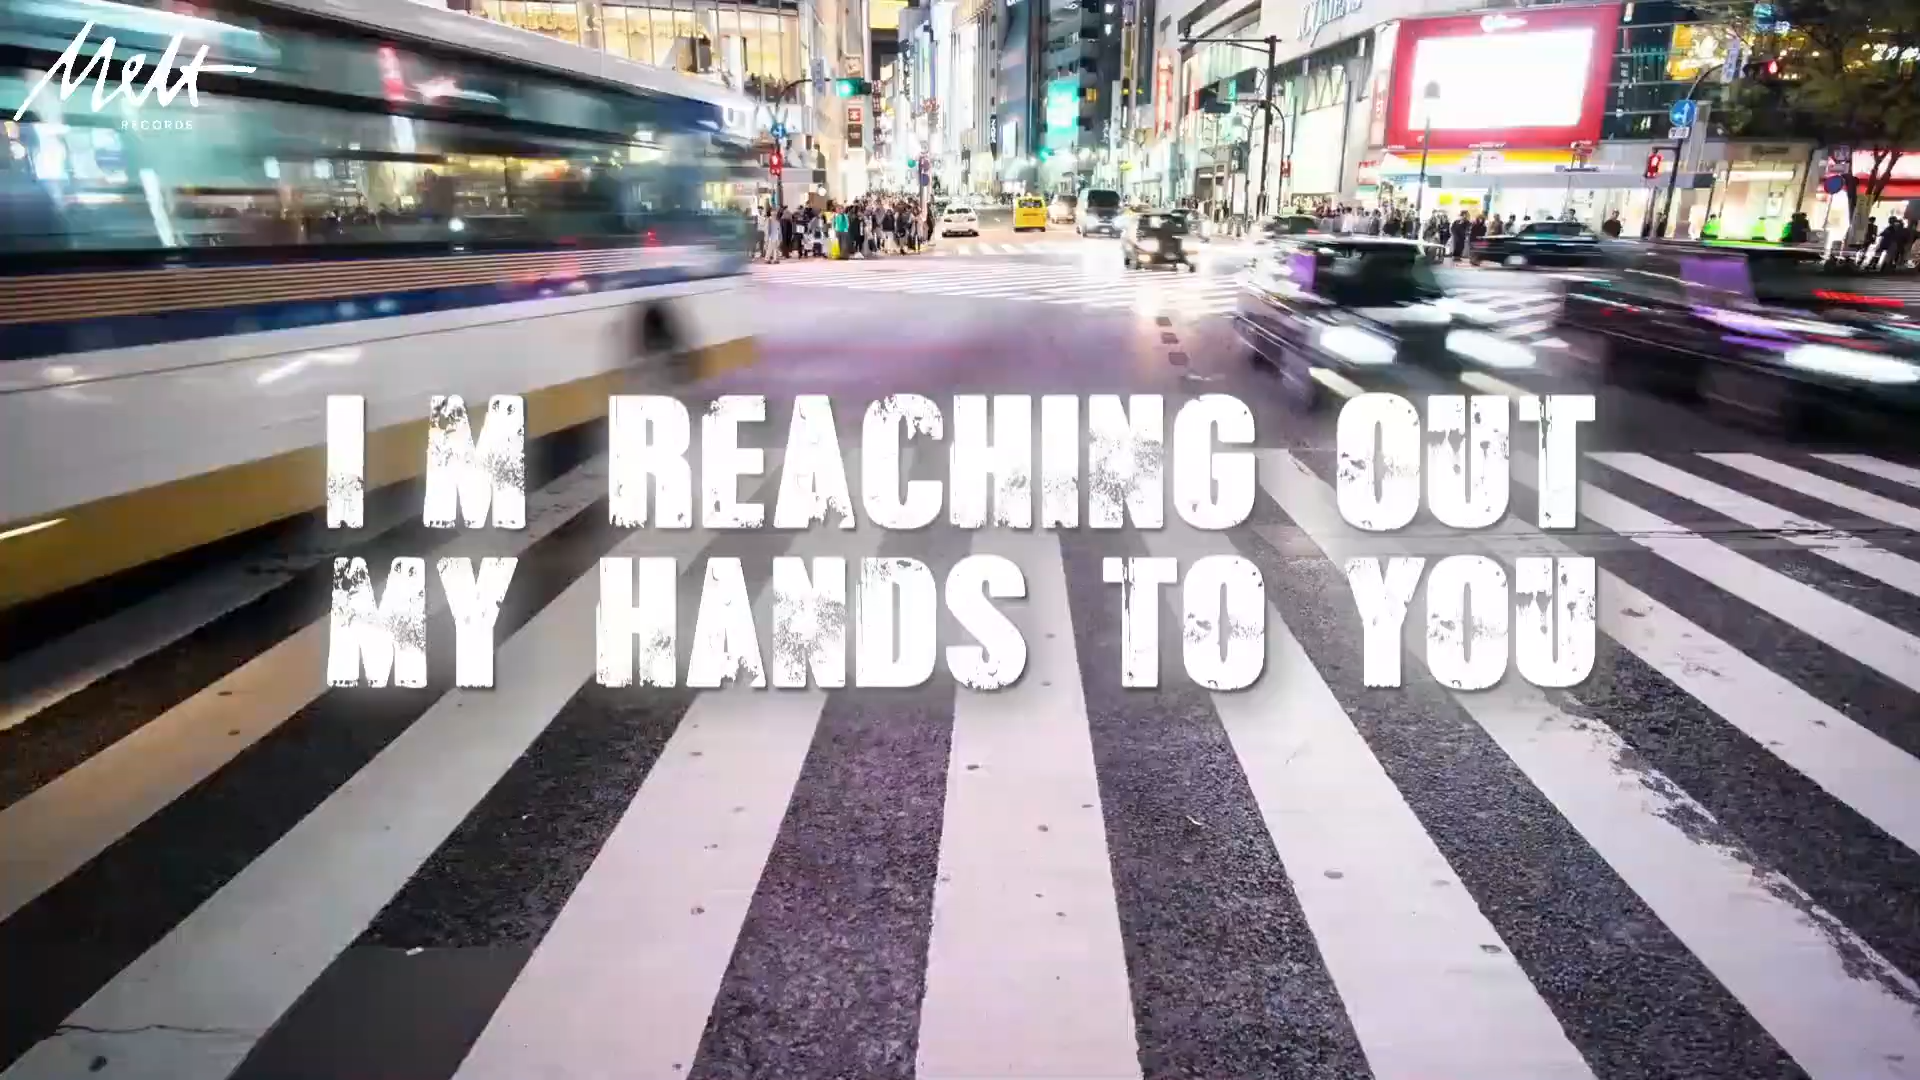 Melt
RECORDS
I M REACHING OUT
MY HANDS TO YOU